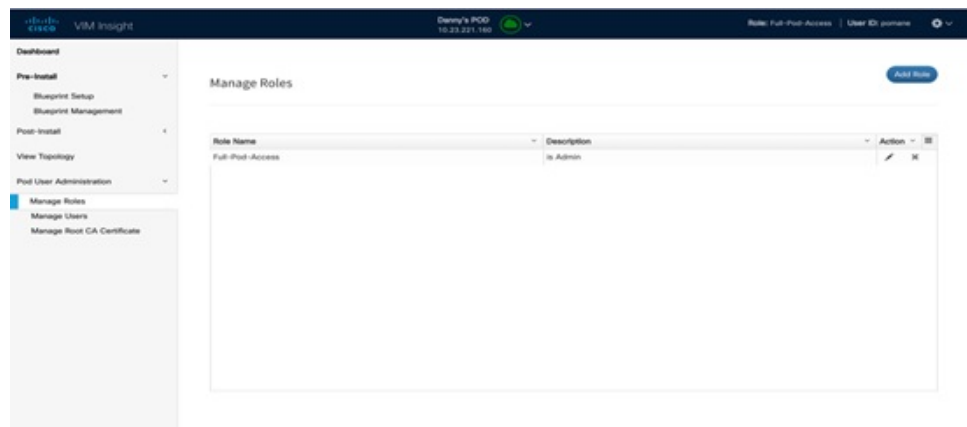 cisco VIM Insight
Danny's POD
10.23.221.160
Role: Full-Pod-Access | User ID: pomane
Dashboard
Pre-Install
Blueprint Setup
Blueprint Management
Post-Install
View Topology
Pod User Administration
Manage Roles
Manage Users
Manage Root CA Certificate
Manage Roles
Add Role
Role Name Description Action
Full-Pod-Access is Admin